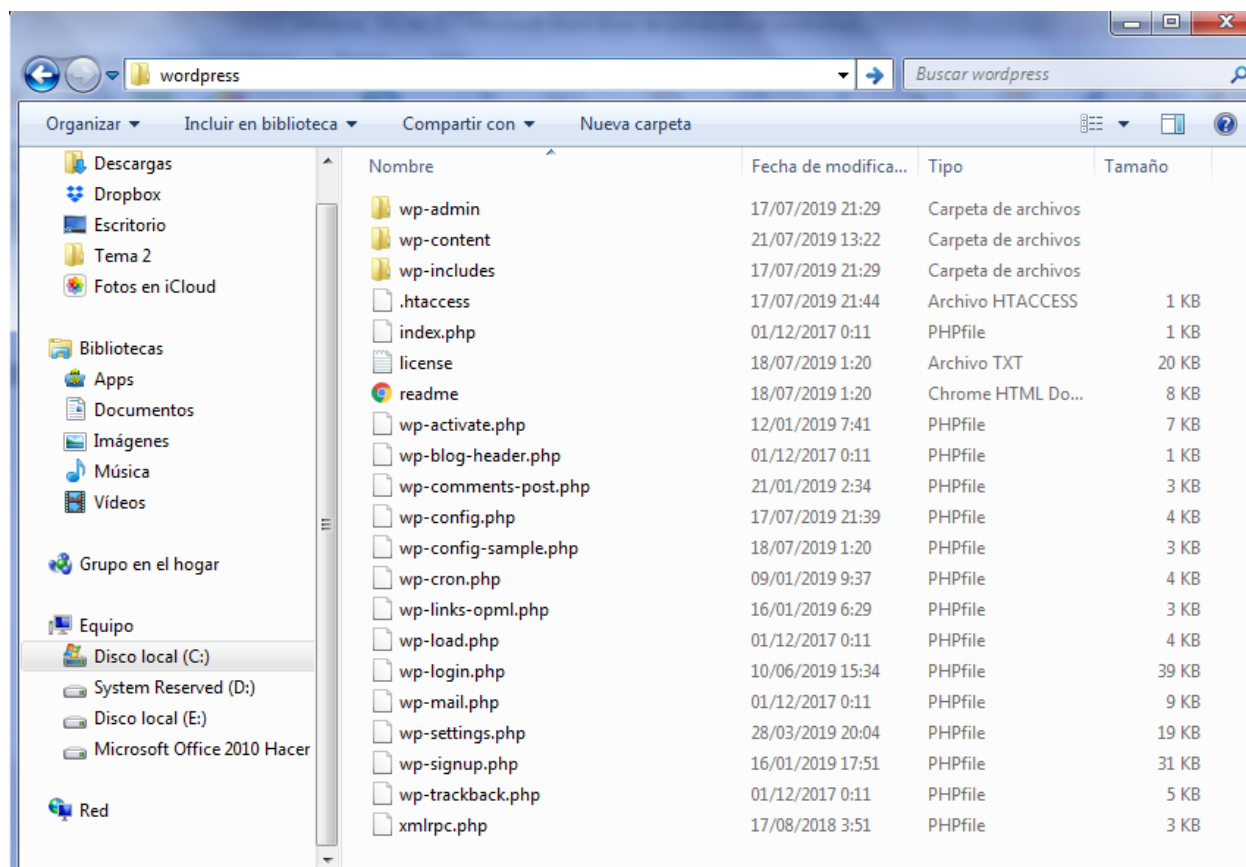 wordpress
Buscar wordpress
Organizar Incluir en biblioteca Compartir con Nueva carpeta
Descargas
Dropbox
Escritorio
Tema 2
Fotos en iCloud
Bibliotecas
Apps
Documentos
Imágenes
Música
Vídeos
Grupo en el hogar
Equipo
Disco local (C:)
System Reserved (D:)
Disco local (E:)
Microsoft Office 2010 Hacer
Red
Nombre Fecha de modifica... Tipo Tamaño
wp-admin 17/07/2019 21:29 Carpeta de archivos
wp-content 21/07/2019 13:22 Carpeta de archivos
wp-includes 17/07/2019 21:29 Carpeta de archivos
.htaccess 17/07/2019 21:44 Archivo HTACCESS 1 KB
index.php 01/12/2017 0:11 PHPfile 1 KB
license 18/07/2019 1:20 Archivo TXT 20 KB
readme 18/07/2019 1:20 Chrome HTML Do... 8 KB
wp-activate.php 12/01/2019 7:41 PHPfile 7 KB
wp-blog-header.php 01/12/2017 0:11 PHPfile 1 KB
wp-comments-post.php 21/01/2019 2:34 PHPfile 3 KB
wp-config.php 17/07/2019 21:39 PHPfile 4 KB
wp-config-sample.php 18/07/2019 1:20 PHPfile 3 KB
wp-cron.php 09/01/2019 9:37 PHPfile 4 KB
wp-links-opml.php 16/01/2019 6:29 PHPfile 3 KB
wp-load.php 01/12/2017 0:11 PHPfile 4 KB
wp-login.php 10/06/2019 15:34 PHPfile 39 KB
wp-mail.php 01/12/2017 0:11 PHPfile 9 KB
wp-settings.php 28/03/2019 20:04 PHPfile 19 KB
wp-signup.php 16/01/2019 17:51 PHPfile 31 KB
wp-trackback.php 01/12/2017 0:11 PHPfile 5 KB
xmlrpc.php 17/08/2018 3:51 PHPfile 3 KB